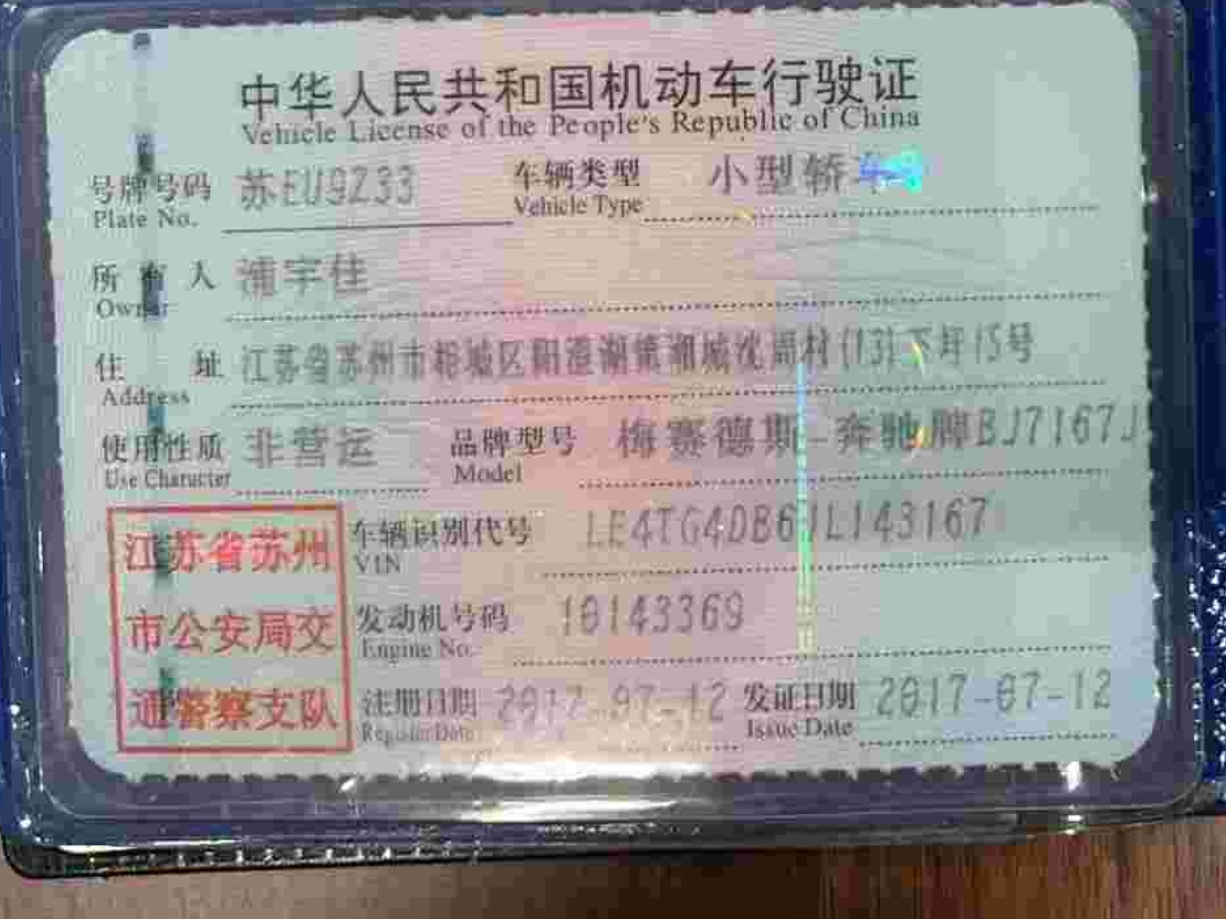 中华人民共和国机动车行驶证
Vehicle License of the People's Republic of China
号牌号码 苏EU9Z33 车辆类型 小型轿车
Plate No. Vehicle Type
所有人 浦宇佳
Owner
住址 江苏省苏州市相城区阳澄湖镇湘城沈周村(13)下圩15号
Address
使用性质 非营运 品牌型号 梅赛德斯-奔驰牌BJ7167J
Use Character Model
江苏省苏州 车辆识别代号 LE4TG4DB6JL143167
VIN
市公安局交 发动机号码 10143369
Engine No.
通警察支队 注册日期 2017-07-12 发证日期 2017-07-12
Register Date Issue Date